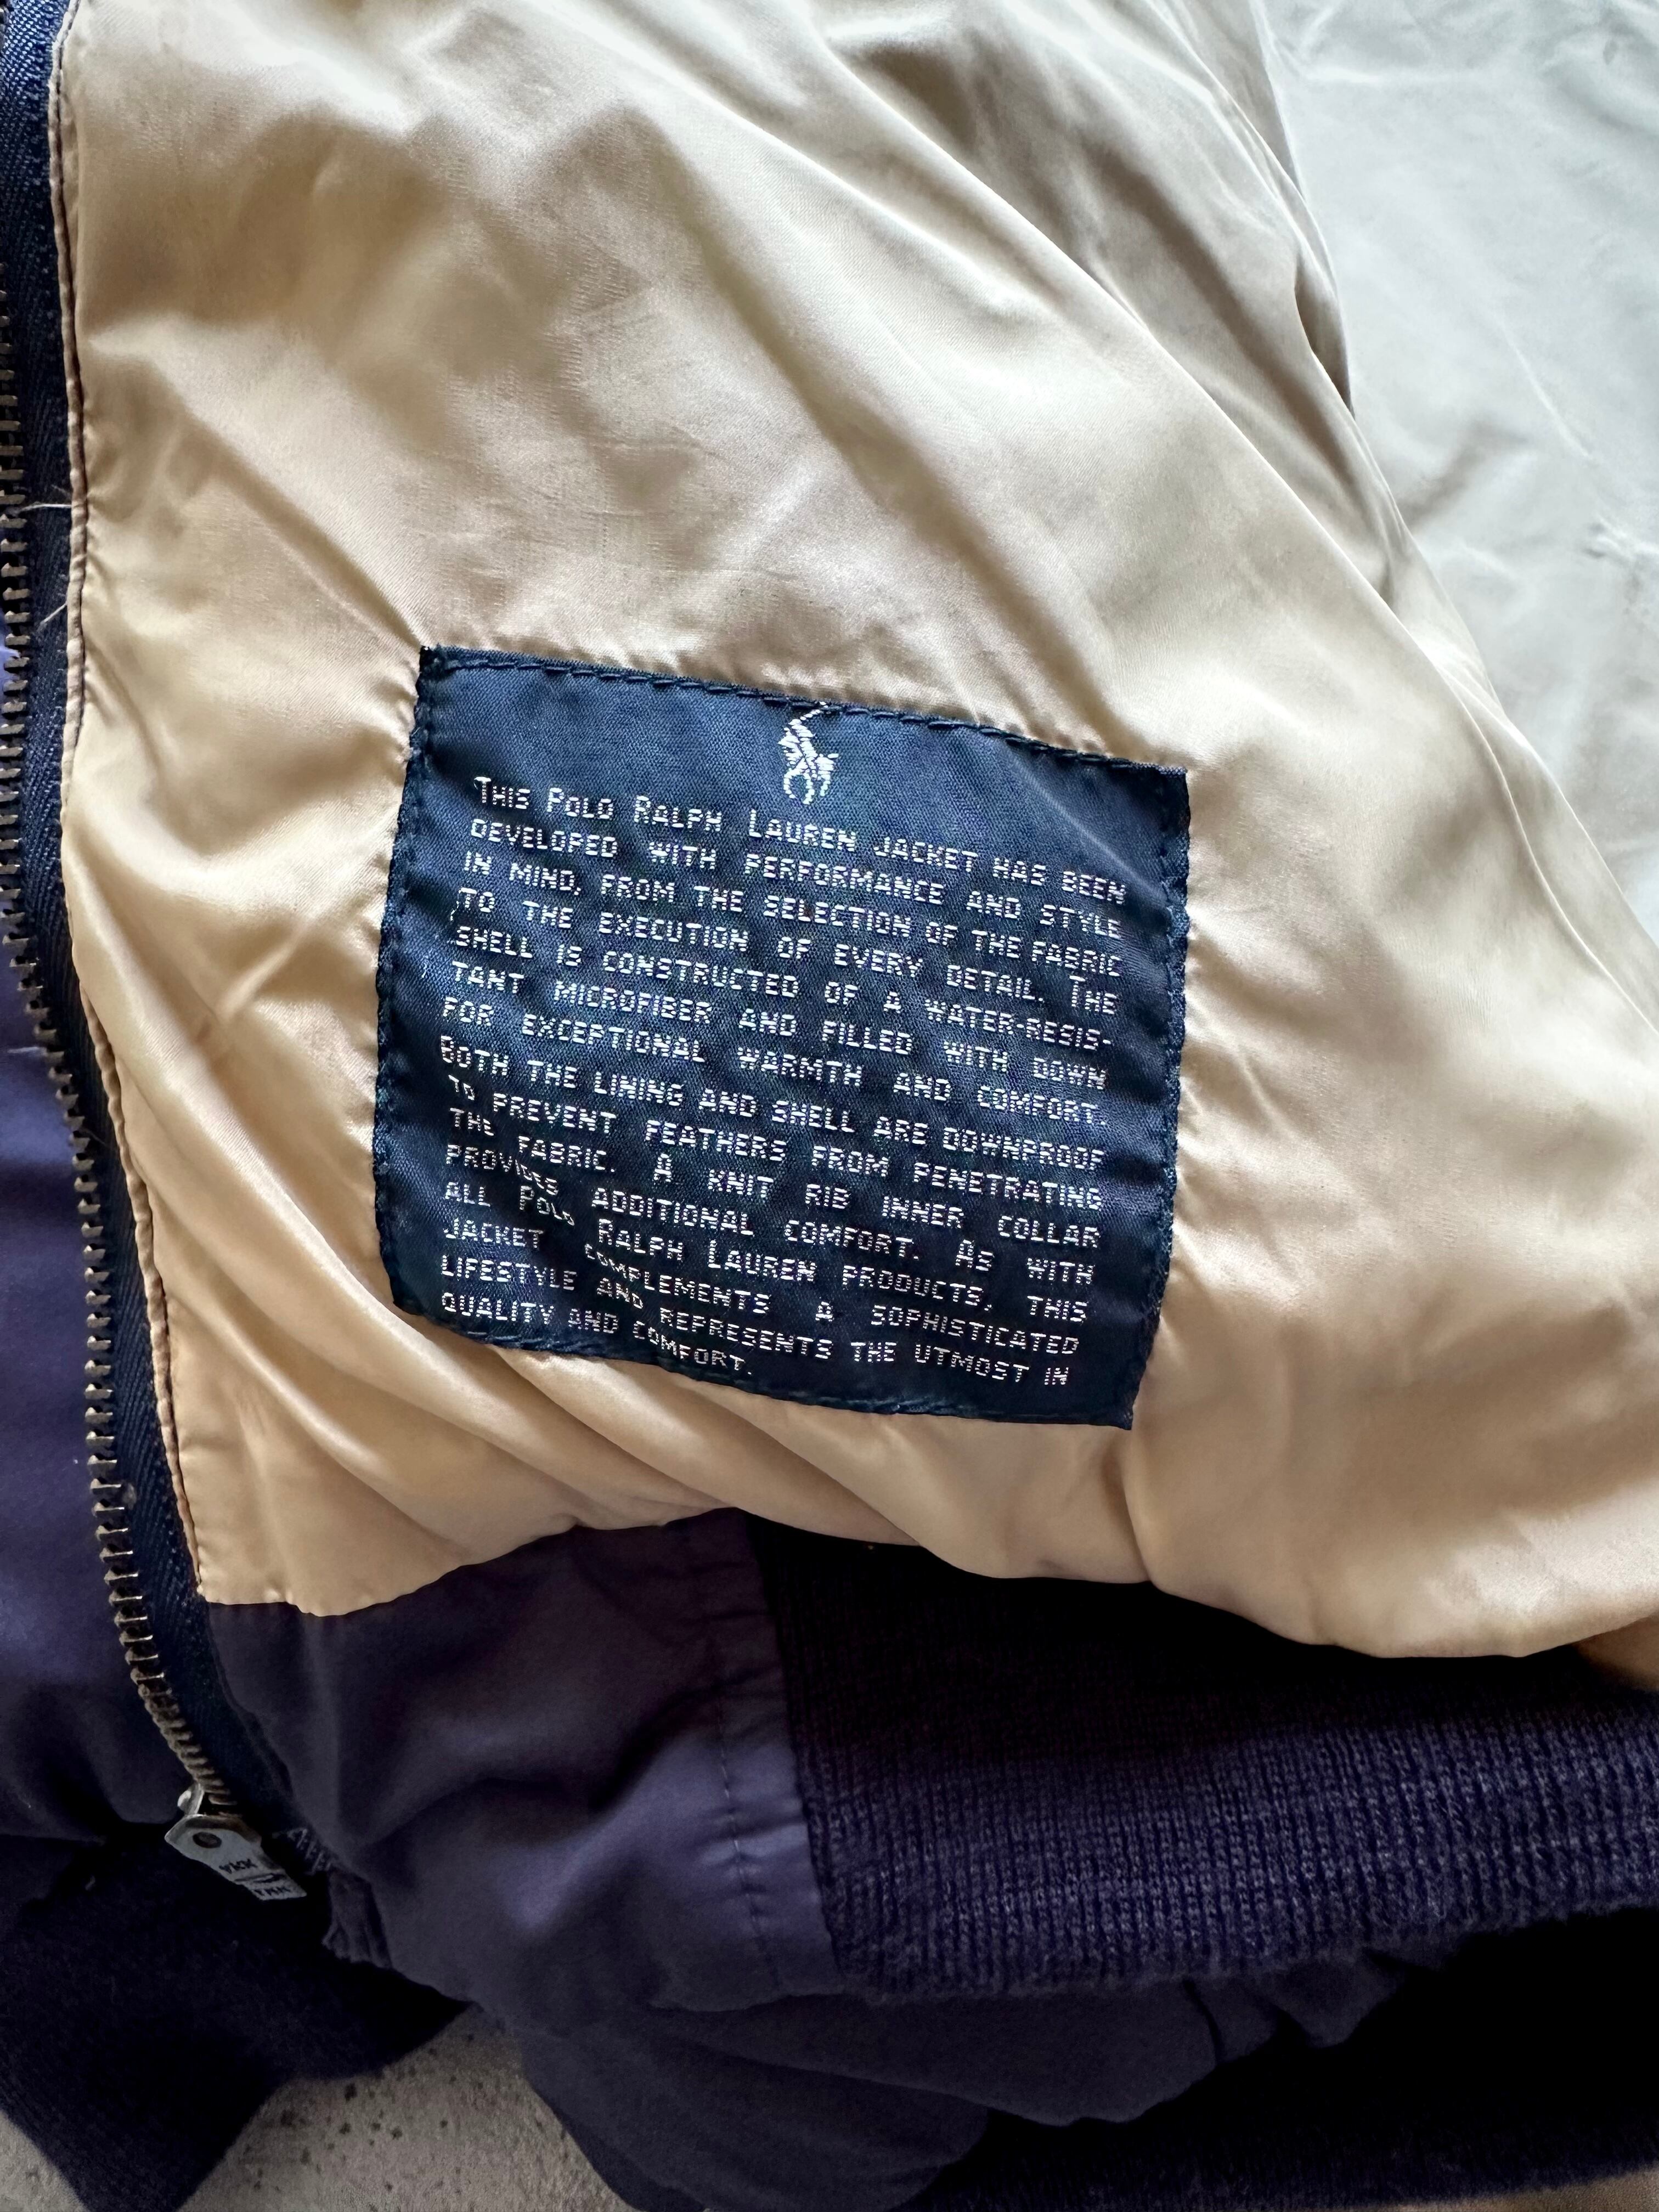 This Polo Ralph Lauren jacket has been
developed with performance and style
in mind, from the selection of the fabric
to the execution of every detail. The
shell is constructed of a water-resis-
tant microfiber and filled with down
for exceptional warmth and comfort.
Both the lining and shell are downproof
to prevent feathers from penetrating
the fabric. A knit rib inner collar
provides additional comfort. As with
all Polo Ralph Lauren products, this
jacket complements a sophisticated
lifestyle and represents the utmost in
quality and comfort.